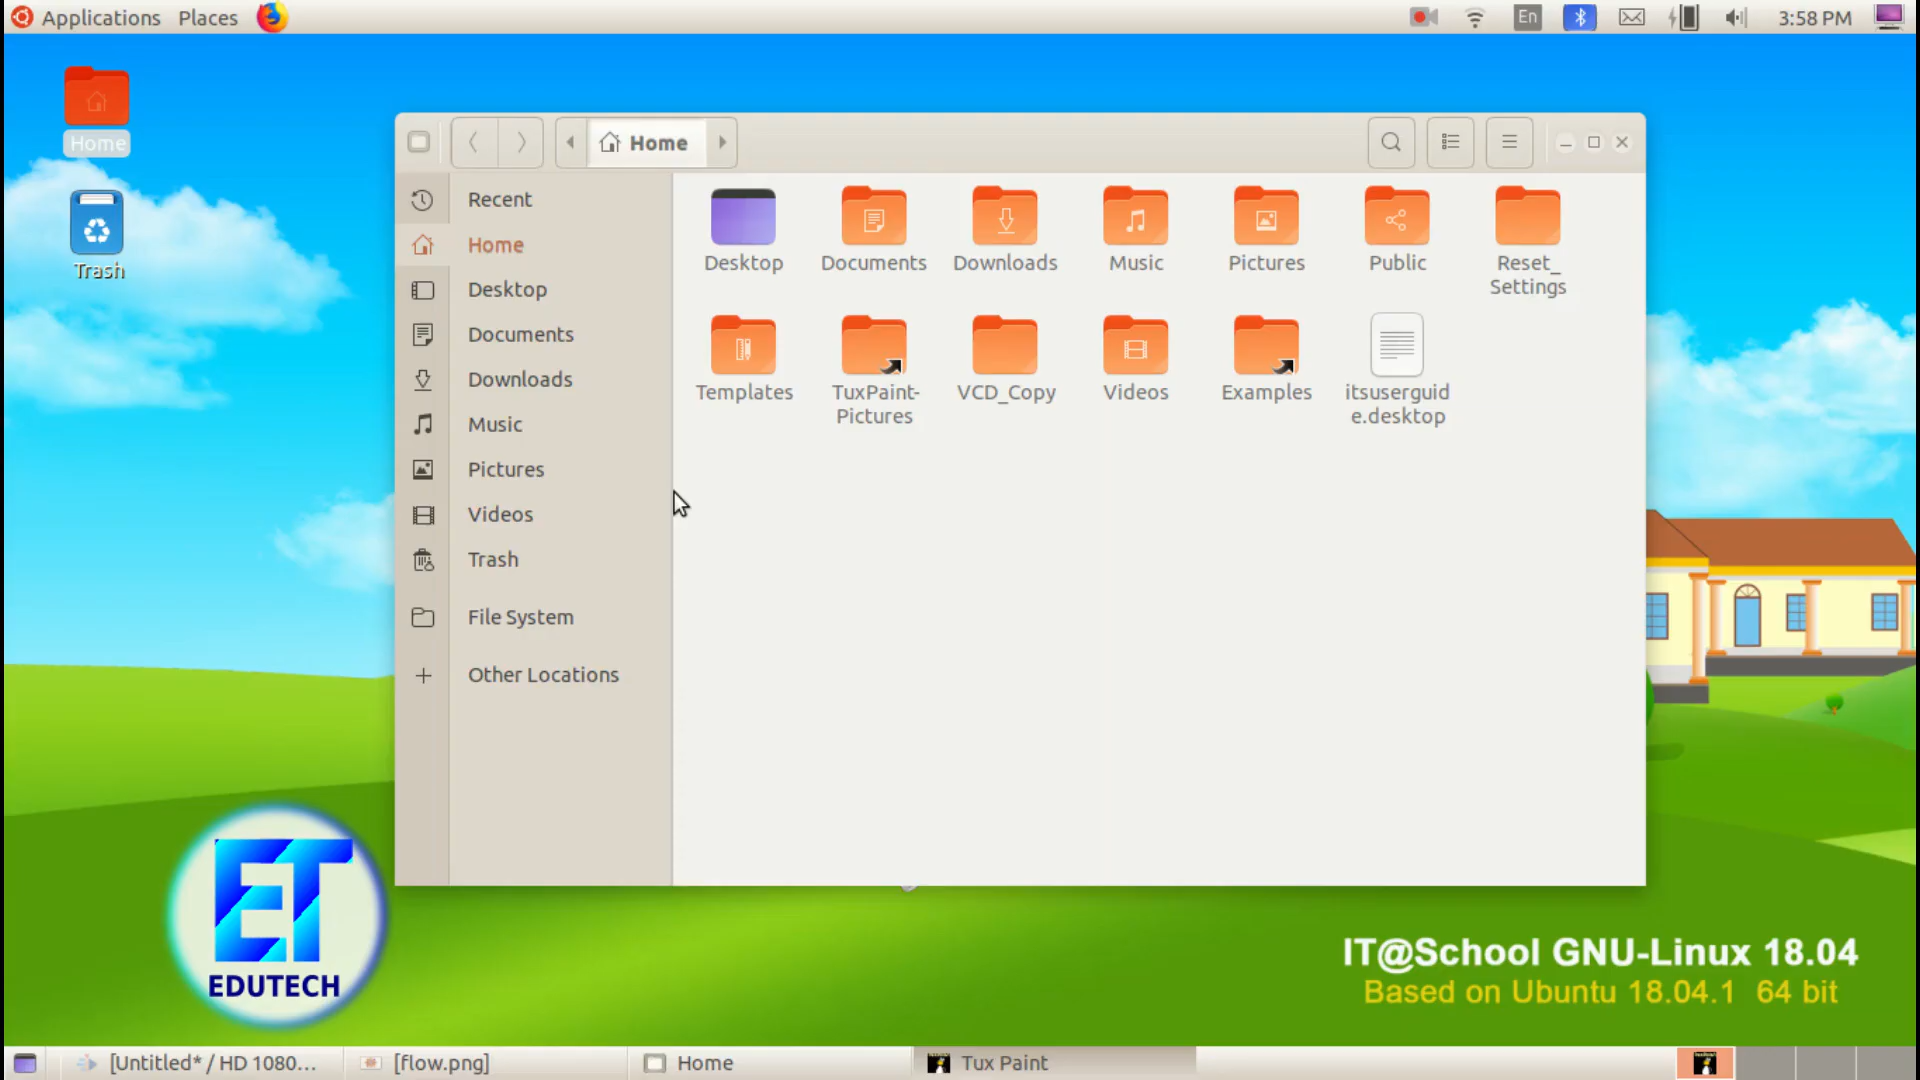 Applications Places
En
3:58 PM
Home
Trash
Home
Recent
Home
Desktop
Documents
Downloads
Music
Pictures
Videos
Trash
File System
Other Locations
Desktop
Documents
Downloads
Music
Pictures
Public
Reset_
Settings
Templates
TuxPaint-
Pictures
VCD_Copy
Videos
Examples
itsuserguid
e.desktop
ET
EDUTECH
IT@School GNU-Linux 18.04
Based on Ubuntu 18.04.1 64 bit
[Untitled* / HD 1080...
[flow.png]
Home
Tux Paint